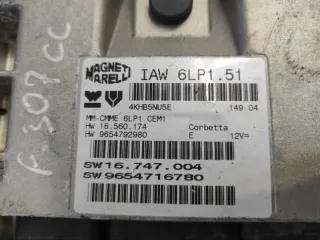 MAGNETI
MARELLI
IAW 6LP1.51
4KHB5NU5E 149 04
MM-CMME 6LP1 CEM1
HW 16.560.174 Corbetta
HW 9654792980 E 12V=
SW16.747.004
SW9654716780
F 307 CC